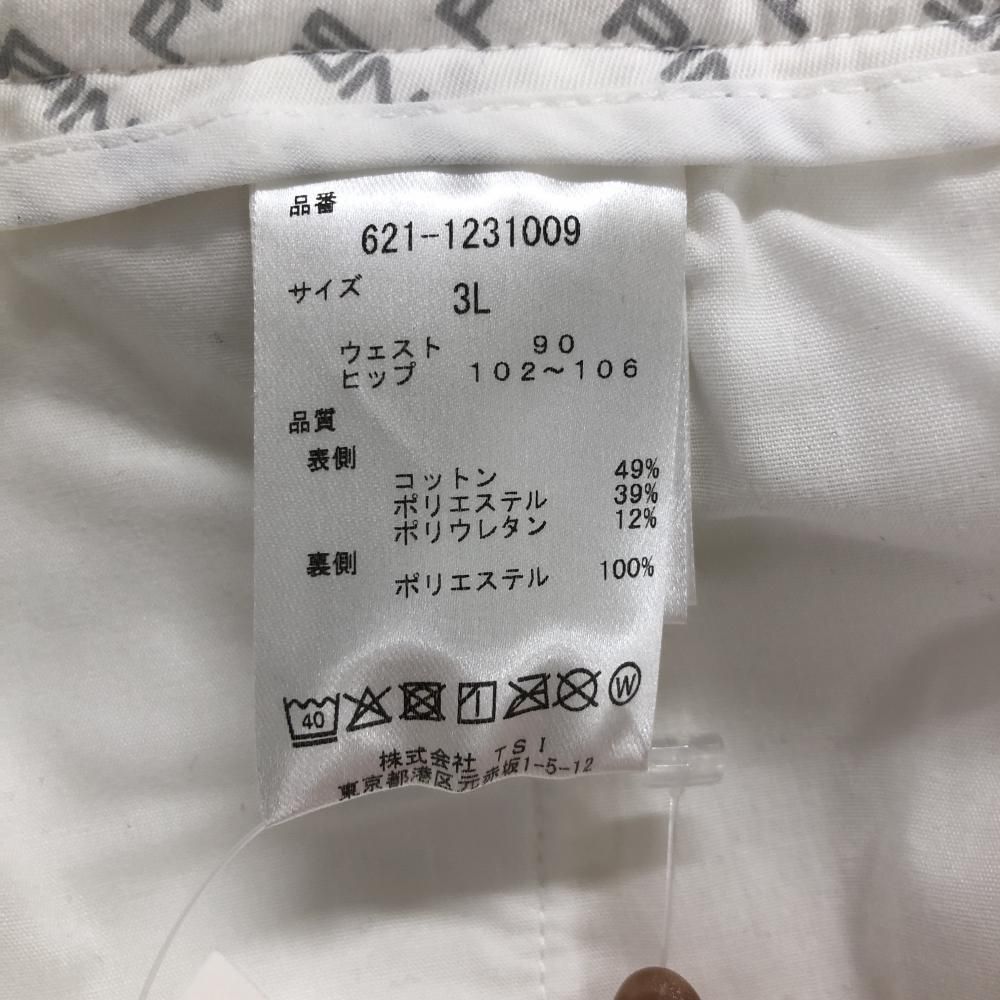 品番
621-1231009
サイズ
3L
ウェスト 90
ヒップ 102～106
品質
表側
コットン 49%
ポリエステル 39%
ポリウレタン 12%
裏側
ポリエステル 100%
40
W
株式会社 TSI
東京都港区元赤坂1-5-12